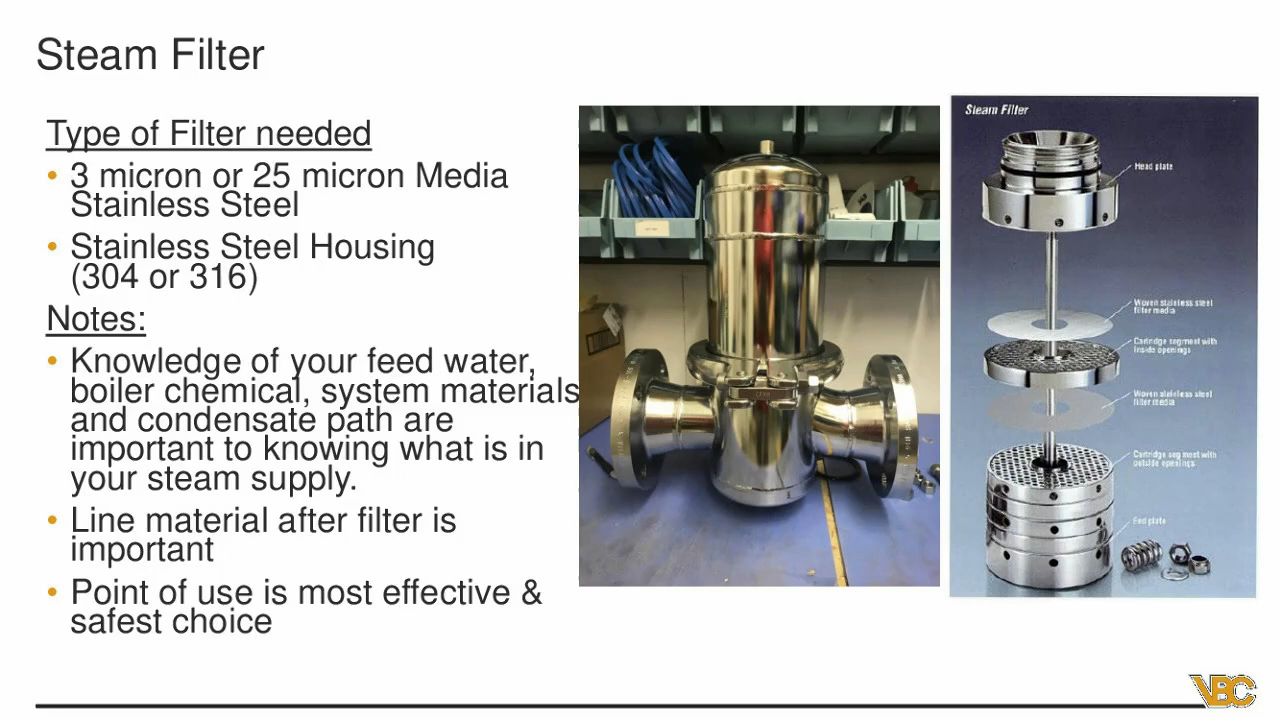 Steam Filter
Type of Filter needed
• 3 micron or 25 micron Media
Stainless Steel
• Stainless Steel Housing
(304 or 316)
Notes:
• Knowledge of your feed water,
boiler chemical, system materials
and condensate path are
important to knowing what is in
your steam supply.
• Line material after filter is
important
• Point of use is most effective &
safest choice
Steam Filter
Head plate
Woven stainless steel
filter media
Cartridge segment with
inside openings
Woven stainless steel
filter media
Cartridge segment with
outside openings
End plate
VBC